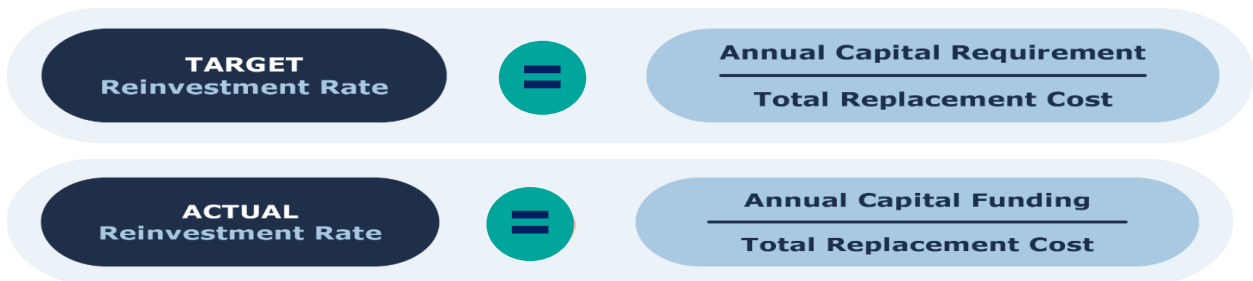 TARGET
Reinvestment Rate
=
Annual Capital Requirement
Total Replacement Cost
ACTUAL
Reinvestment Rate
=
Annual Capital Funding
Total Replacement Cost